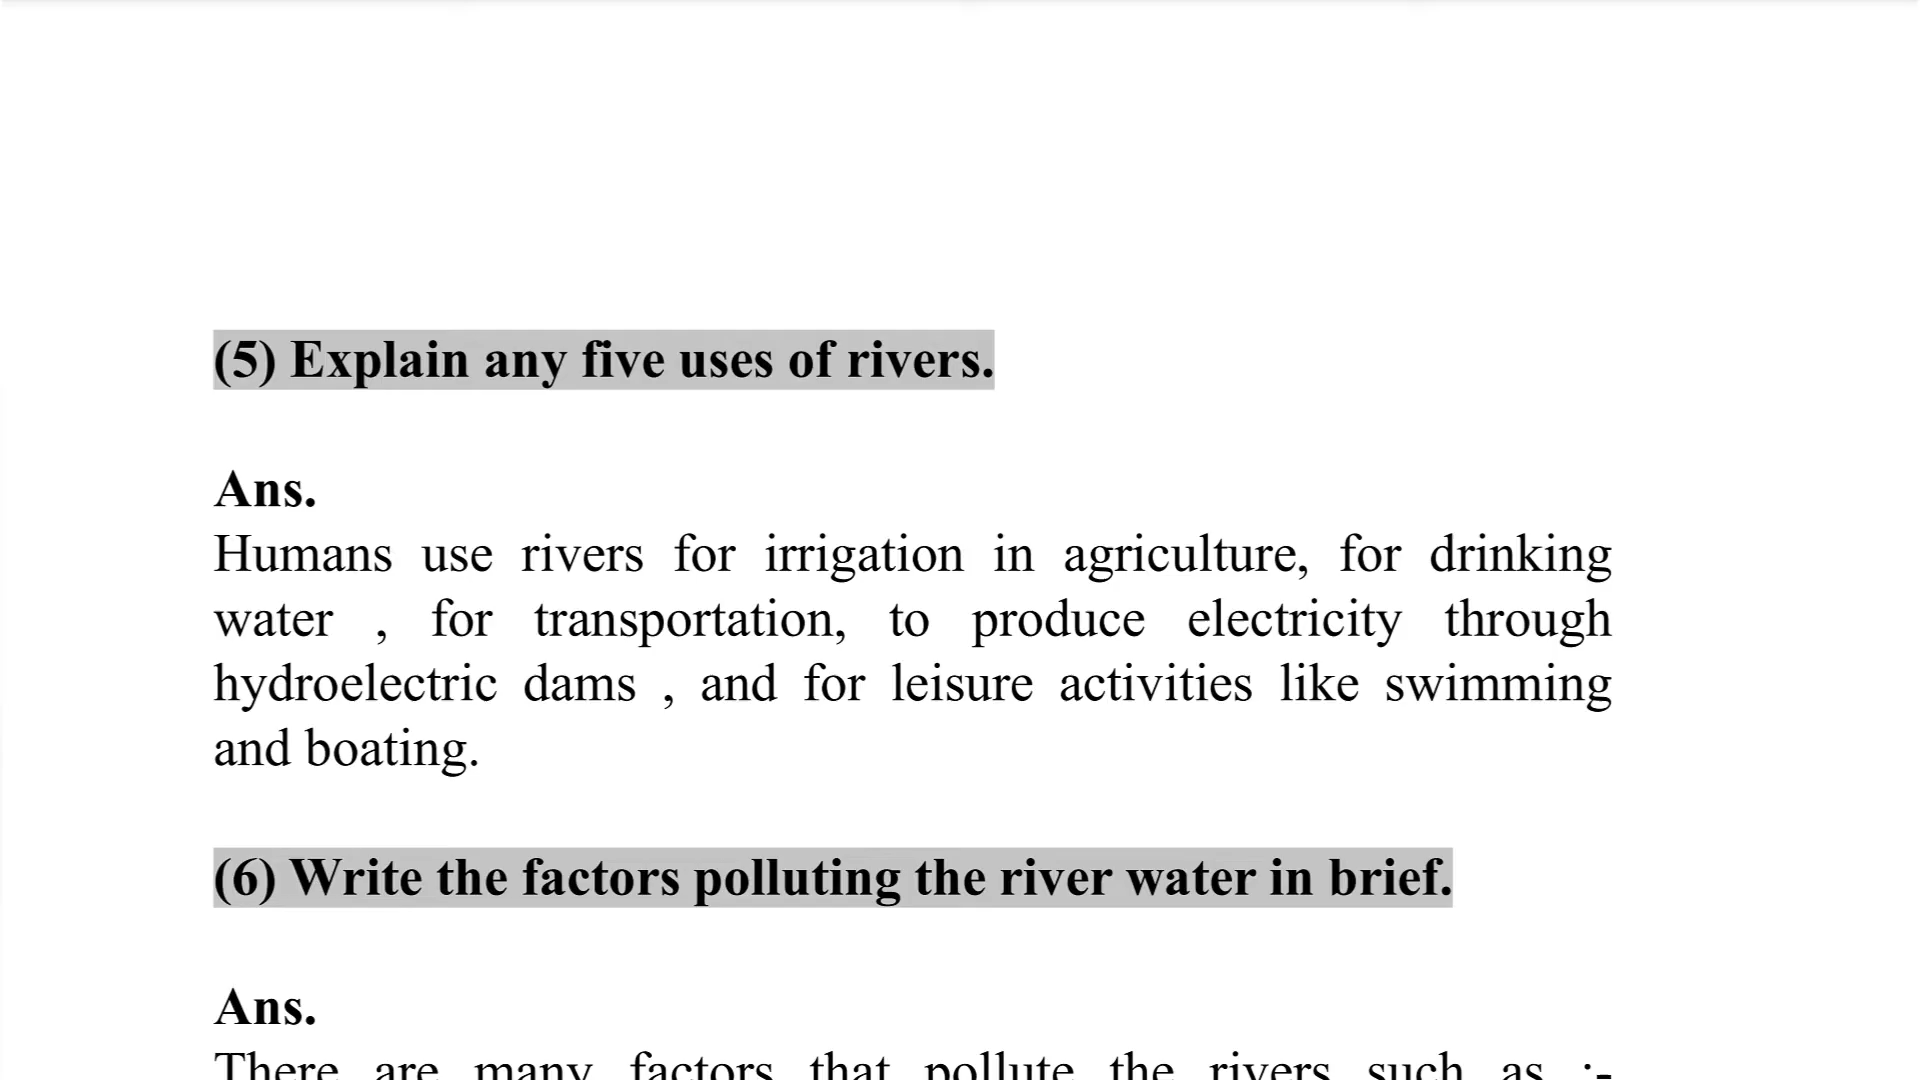 (5) Explain any five uses of rivers.
Ans.
Humans use rivers for irrigation in agriculture, for drinking
water , for transportation, to produce electricity through
hydroelectric dams , and for leisure activities like swimming
and boating.
(6) Write the factors polluting the river water in brief.
Ans.
There are many factors that pollute the rivers such as :-